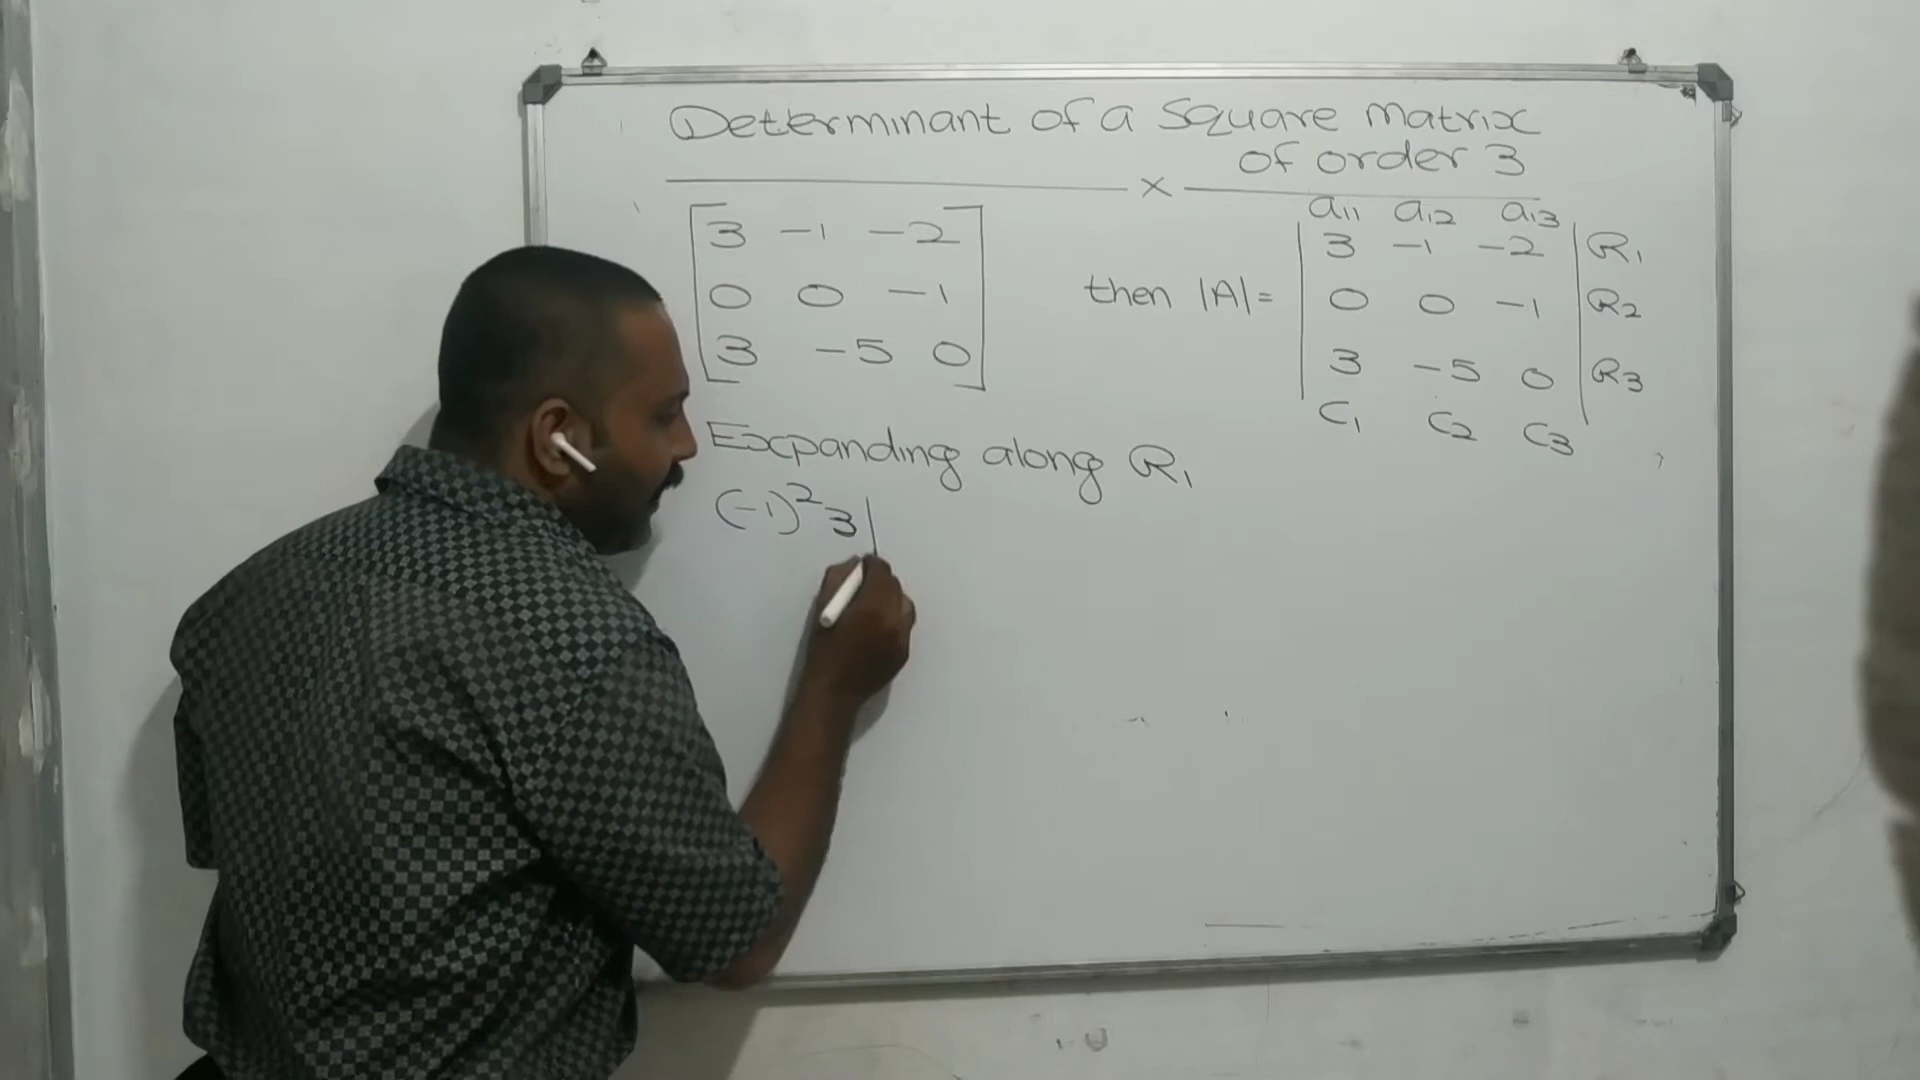 Determinant of a Square Matrix
of order 3
×
3 -1 -2
0 0 -1
3 -5 0
then |A|=
a11 a12 a13
3 -1 -2 R1
0 0 -1 R2
3 -5 0 R3
C1 C2 C3
Expanding along R1
(-1)² 3|